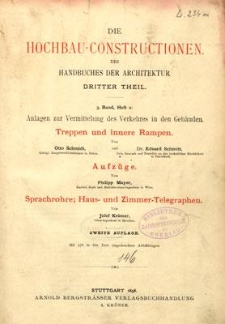 DIE
HOCHBAU-CONSTRUCTIONEN.
DES
HANDBUCHES DER ARCHITEKTUR
DRITTER THEIL.
3. Band, Heft 2:
Anlagen zur Vermittelung des Verkehres in den Gebäuden.
Treppen und innere Rampen.
Von
Otto Schmidt, und Dr. Eduard Schmitt,
Aufzüge.
Von
Philipp Mayer,
Sprachrohre; Haus- und Zimmer-Telegraphen.
Von
Josef Krämer,
ZWEITE AUFLAGE.
146
STUTTGART 1898.
ARNOLD BERGSTRÄSSER VERLAGSBUCHHANDLUNG
A. KRÖNER.